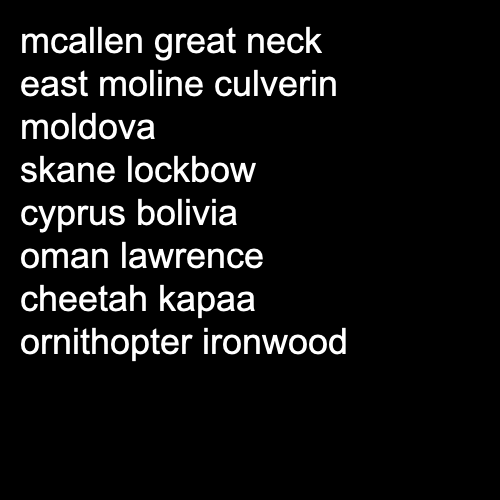 mcallen great neck
east moline culverin
moldova
skane lockbow
cyprus bolivia
oman lawrence
cheetah kapaa
ornithopter ironwood